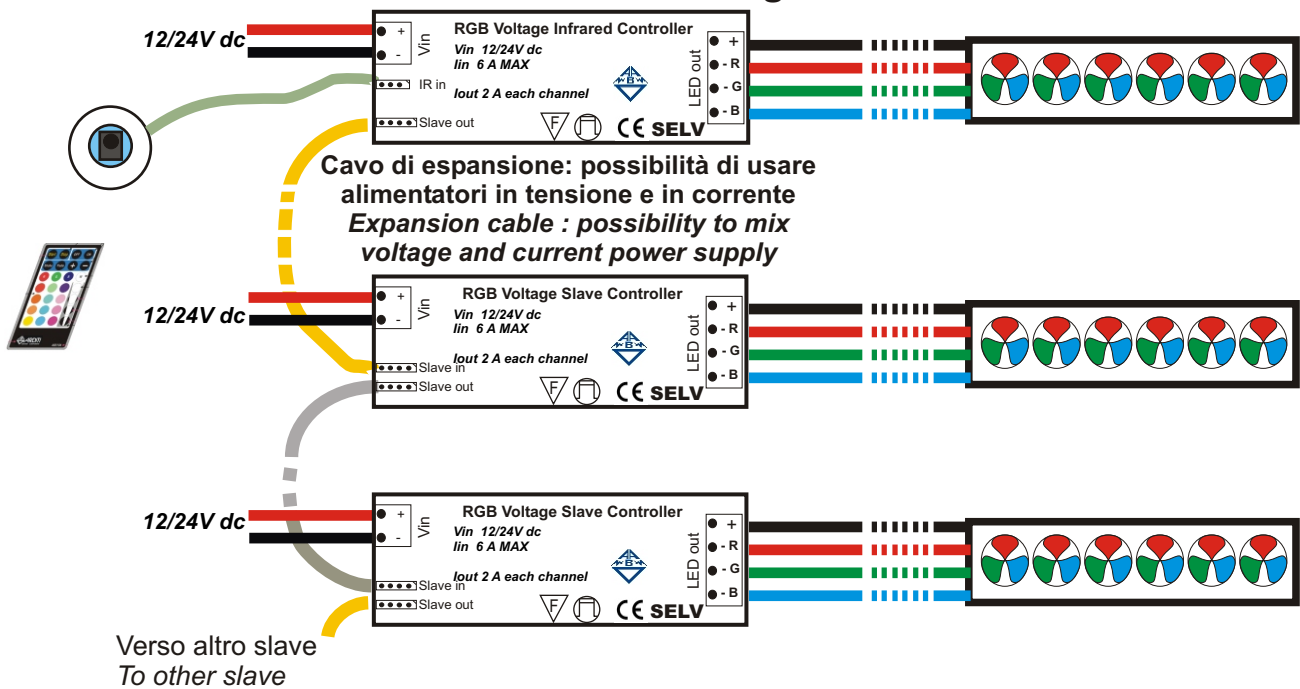 12/24V dc
+
-
Vin
RGB Voltage Infrared Controller
Vin 12/24V dc
Iin 6 A MAX
Iout 2 A each channel
IR in
Slave out
B
F
CE SELV
LED out
+
- R
- G
- B
Cavo di espansione: possibilità di usare
alimentatori in tensione e in corrente
Expansion cable : possibility to mix
voltage and current power supply
12/24V dc
+
-
Vin
RGB Voltage Slave Controller
Vin 12/24V dc
Iin 6 A MAX
Iout 2 A each channel
Slave in
Slave out
B
F
CE SELV
LED out
+
- R
- G
- B
12/24V dc
+
-
Vin
RGB Voltage Slave Controller
Vin 12/24V dc
Iin 6 A MAX
Iout 2 A each channel
Slave in
Slave out
B
F
CE SELV
LED out
+
- R
- G
- B
Verso altro slave
To other slave